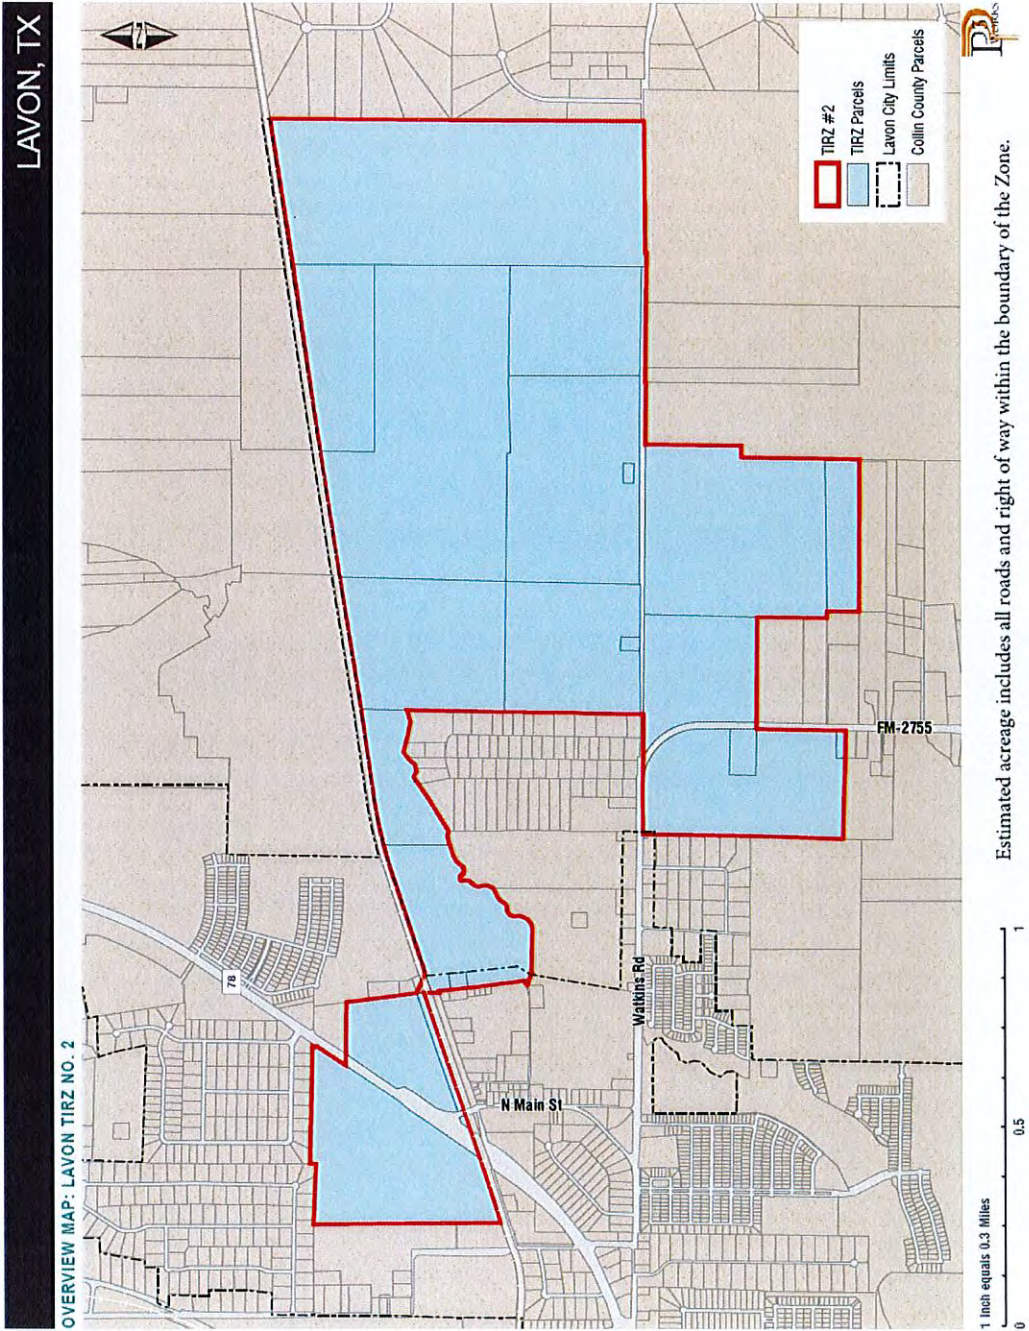 LAVON, TX
OVERVIEW MAP: LAVON TIRZ NO. 2
N
78
N Main St
Watkins Rd
FM-2755
TIRZ #2
TIRZ Parcels
Lavon City Limits
Collin County Parcels
1 inch equals 0.3 Miles
0 0.5 1
P3
WORKS
Estimated acreage includes all roads and right of way within the boundary of the Zone.